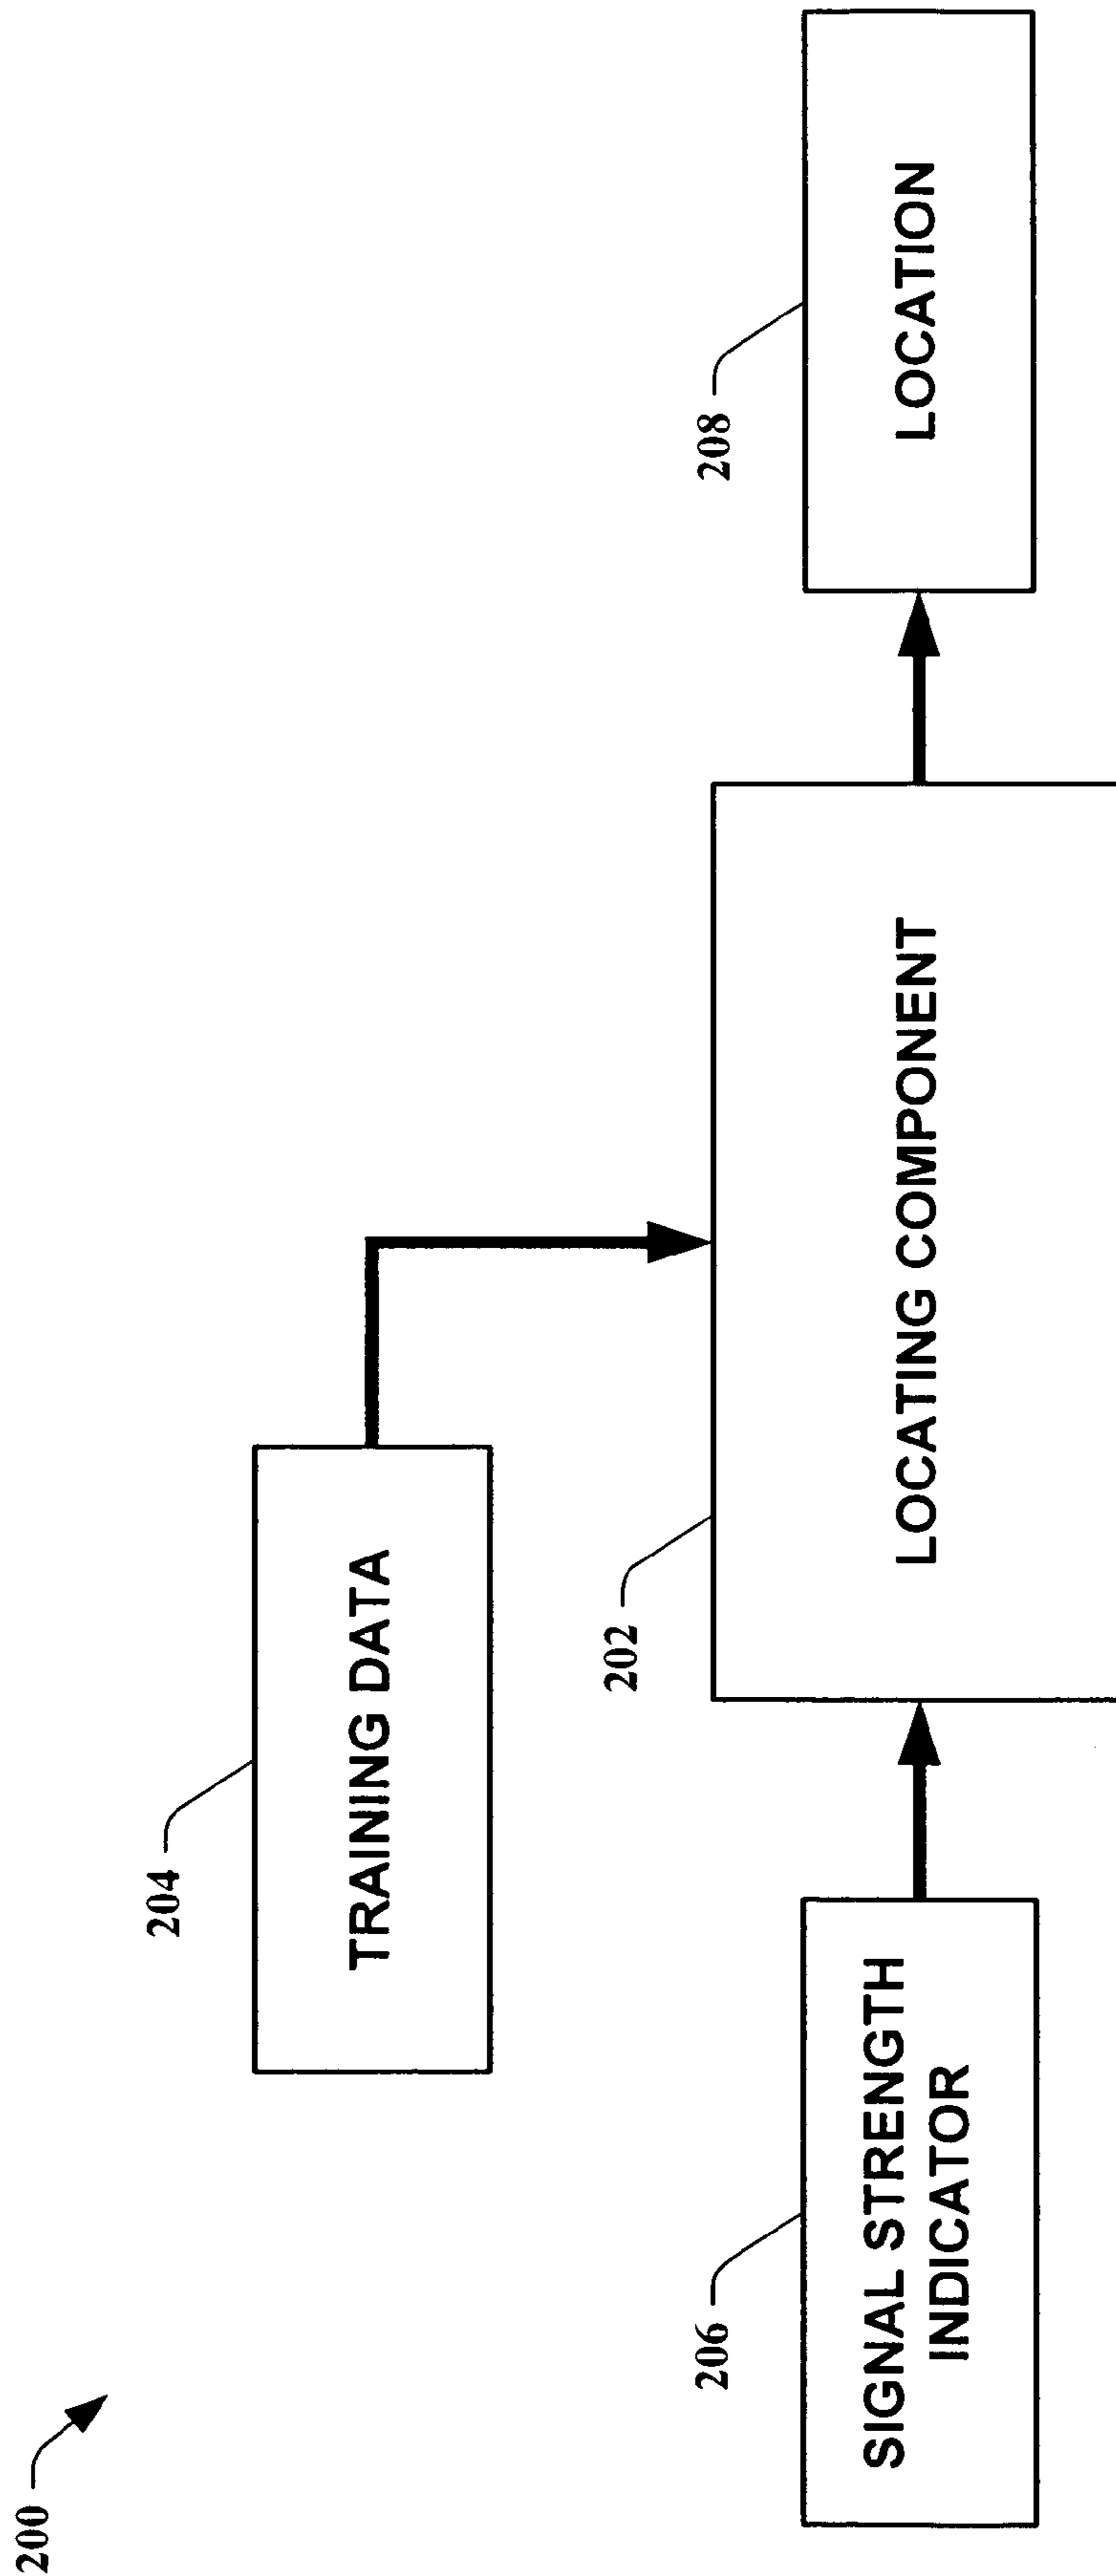 200
204
TRAINING DATA
202
206
SIGNAL STRENGTH
INDICATOR
LOCATING COMPONENT
208
LOCATION